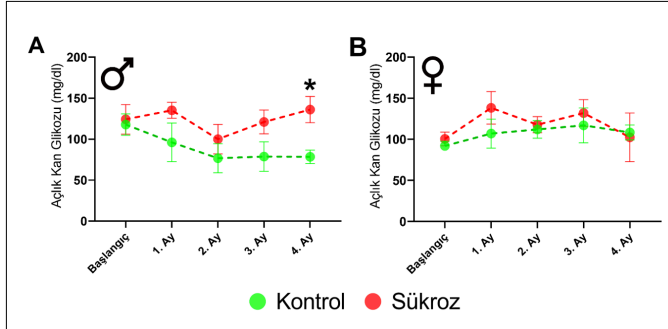 A
Açlık Kan Glikozu (mg/dl)
200
150
100
50
0
*
Başlangıç
1. Ay
2. Ay
3. Ay
4. Ay
B
Açlık Kan Glikozu (mg/dl)
200
150
100
50
0
Başlangıç
1. Ay
2. Ay
3. Ay
4. Ay
Kontrol
Sükroz